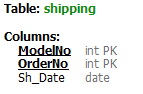 Table: shipping
Columns:
ModelNo int PK
OrderNo int PK
Sh_Date date